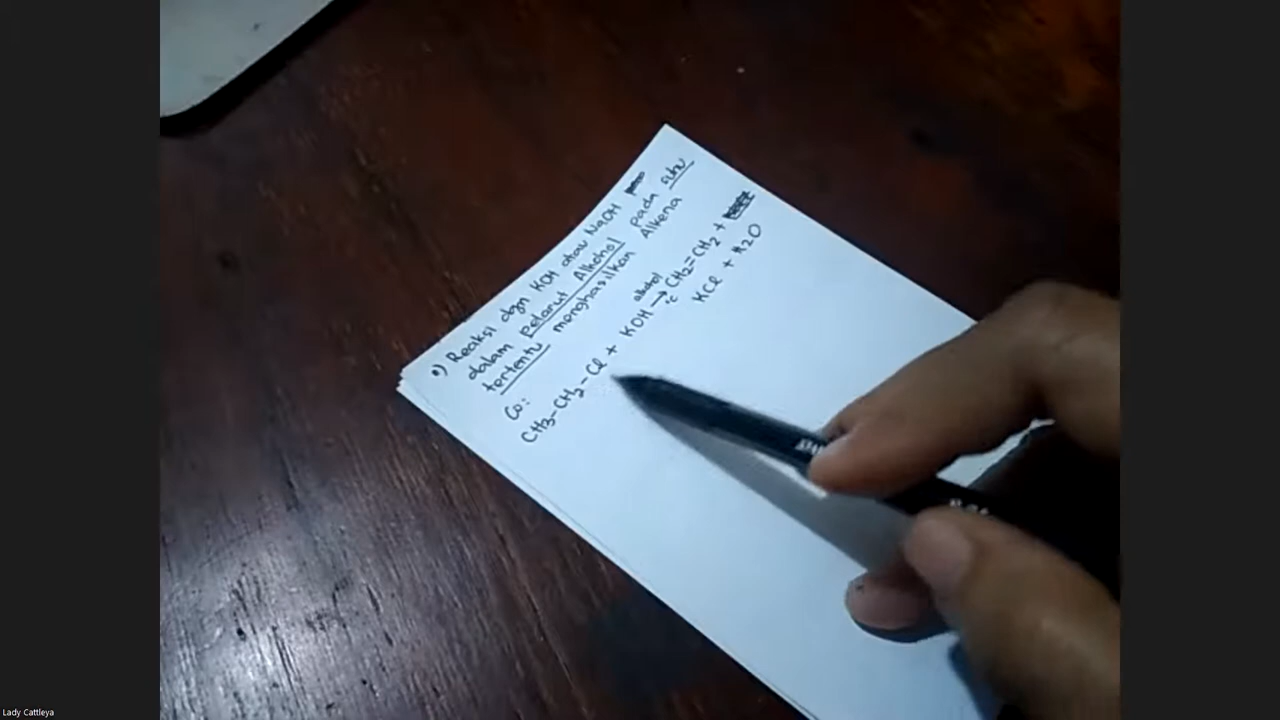 •) Reaksi dgn KOH atau NaOH
dalam pelarut Alkohol pada suhu
tertentu menghasilkan Alkena
Co:
CH3-CH2-Cl + KOH alkohol → °C CH2=CH2 +
KCl + H2O
Lady Cattleya